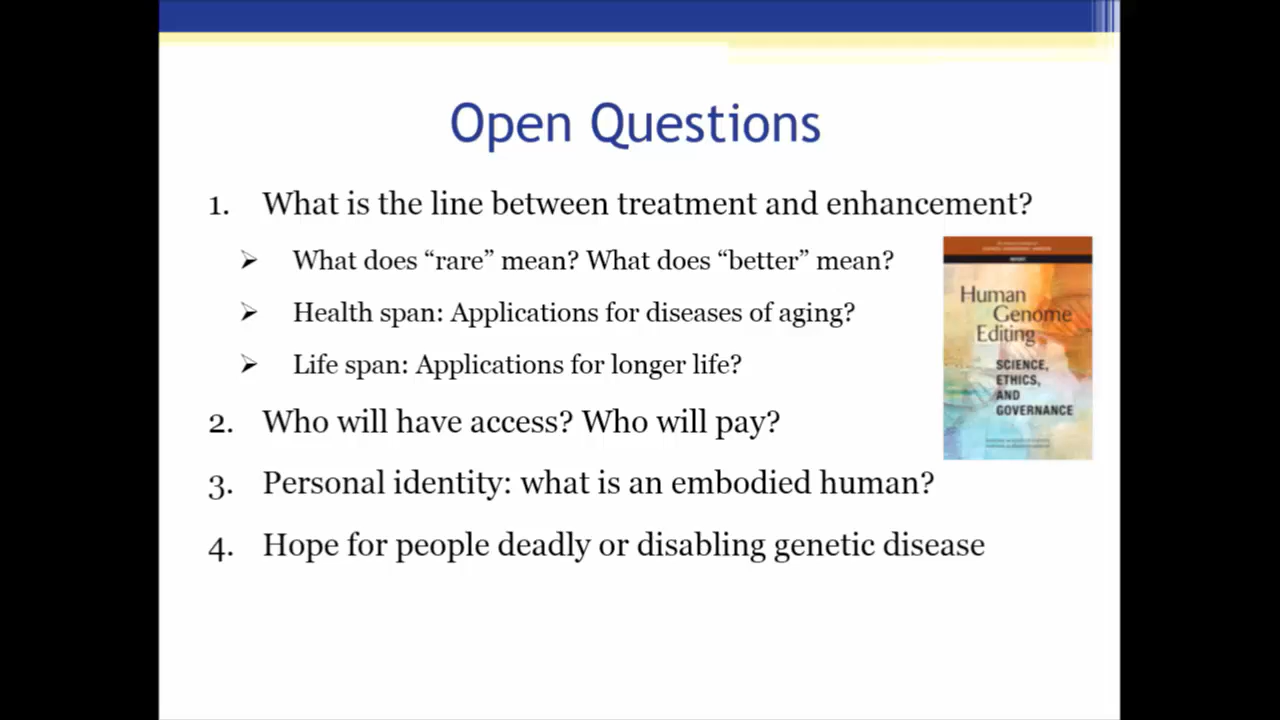 Open Questions
1. What is the line between treatment and enhancement?
➢ What does “rare” mean? What does “better” mean?
➢ Health span: Applications for diseases of aging?
➢ Life span: Applications for longer life?
2. Who will have access? Who will pay?
3. Personal identity: what is an embodied human?
4. Hope for people deadly or disabling genetic disease
Human
Genome
Editing
SCIENCE,
ETHICS,
AND
GOVERNANCE